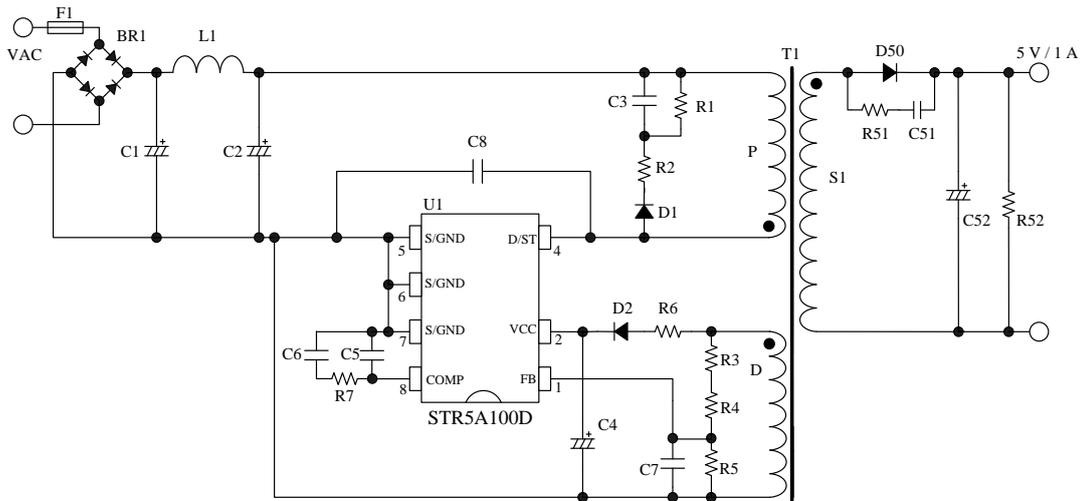 F1
VAC
BR1
L1
T1
D50
5 V / 1 A
C1
C2
C3
R1
R51
C51
C8
R2
P
S1
C52
R52
D1
U1
S/GND
D/ST
5
4
S/GND
6
S/GND
VCC
7
2
D2
R6
C6
C5
R7
COMP
FB
8
1
STR5A100D
R3
D
R4
C4
C7
R5